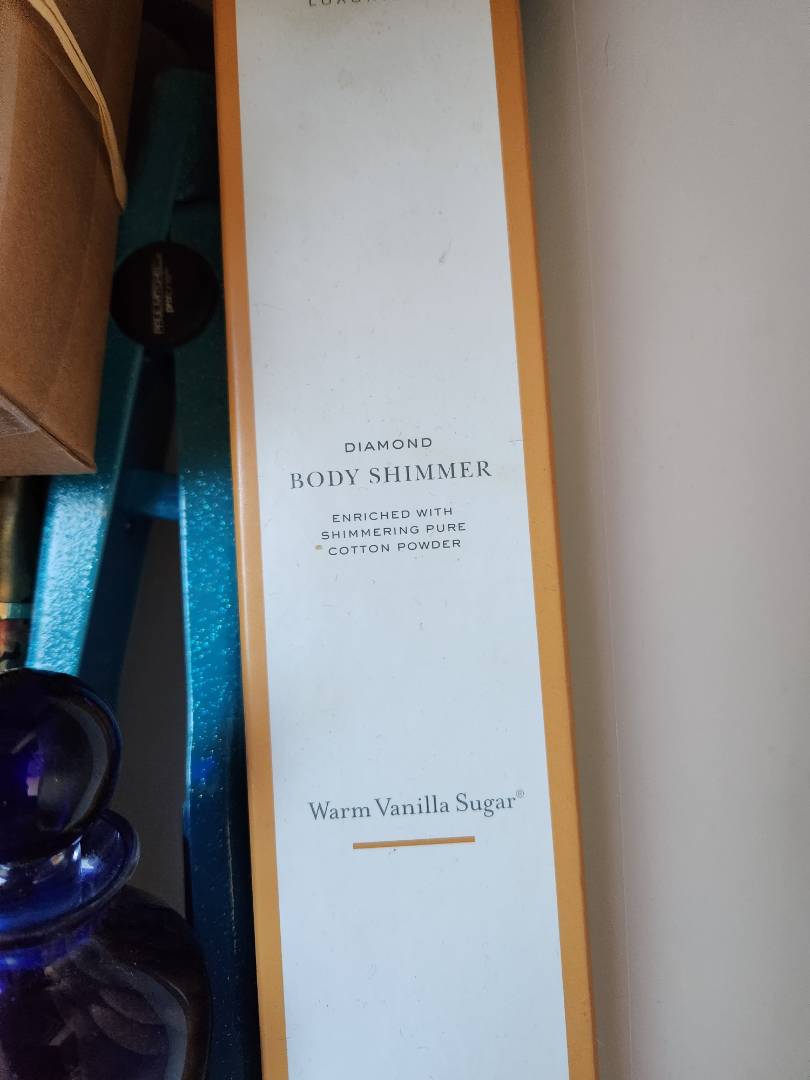 DIAMOND
BODY SHIMMER
ENRICHED WITH
SHIMMERING PURE
COTTON POWDER
Warm Vanilla Sugar®